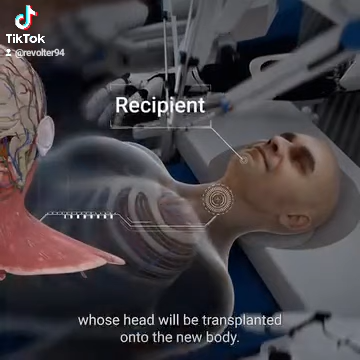 TikTok
@revolter94
Recipient
whose head will be transplanted
onto the new body.